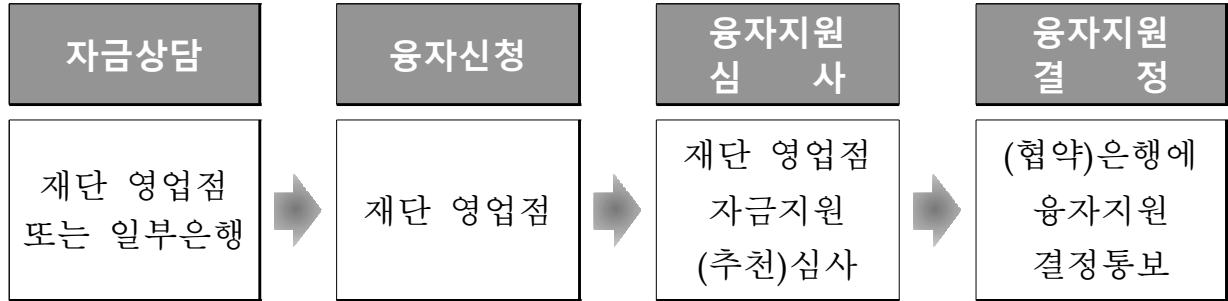 자금상담
재단 영업점
또는 일부은행
융자신청
재단 영업점
융자지원
심 사
재단 영업점
자금지원
(추천)심사
융자지원
결 정
(협약)은행에
융자지원
결정통보